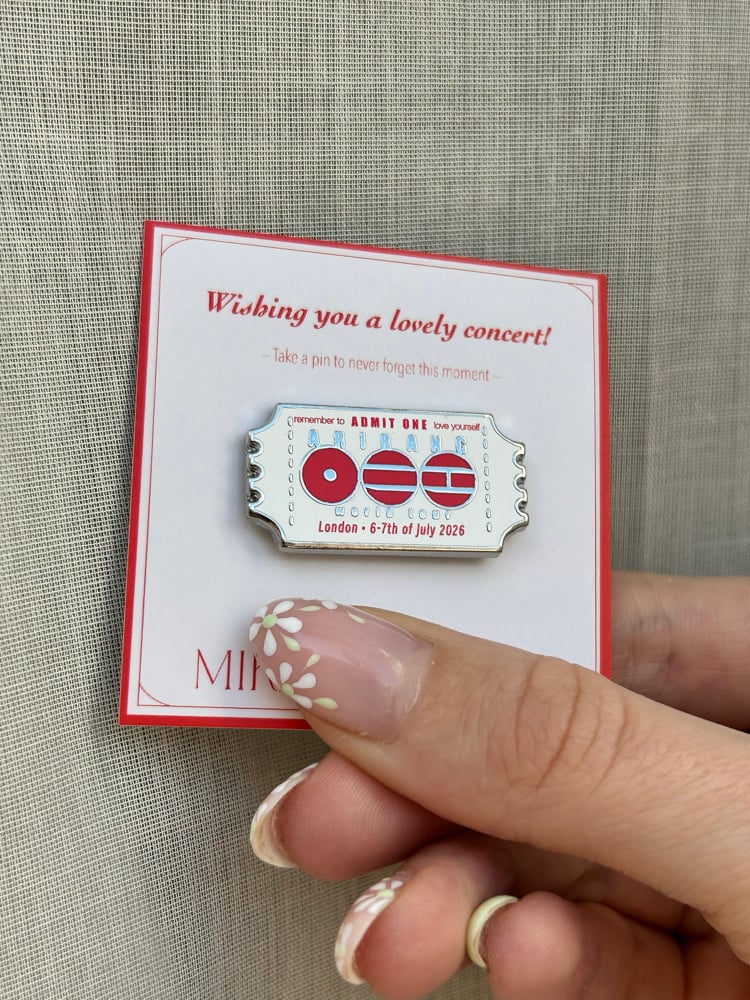 Wishing you a lovely concert!
– Take a pin to never forget this moment –
remember to ADMIT ONE love yourself
ARIRANG
world tour
London • 6-7th of July 2026